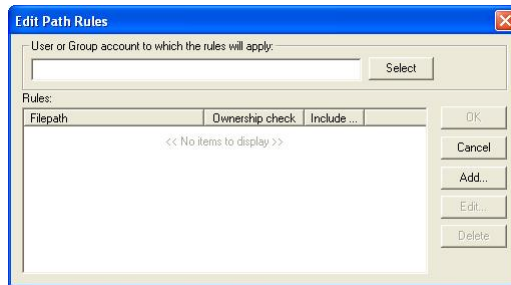 Edit Path Rules
User or Group account to which the rules will apply:
Select
Rules:
Filepath Ownership check Include ...
<< No items to display >>
OK
Cancel
Add...
Edit...
Delete